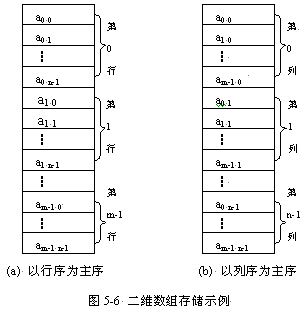 a0·0
a0·1
⋮
a0·n-1
a1·0
a1·1
⋮
a1·n-1
⋮
am-1·0
⋮
am-1·n-1
第0行
第1行
第m-1行
(a)· 以行序为主序
a0·0
a1·0
⋮
am-1·0
a0·1
a1·1
⋮
am-1·1
⋮
a0·n-1
⋮
am-1·n-1
第0列
第1列
第n-1列
(b)· 以列序为主序
图 5-6· 二维数组存储示例